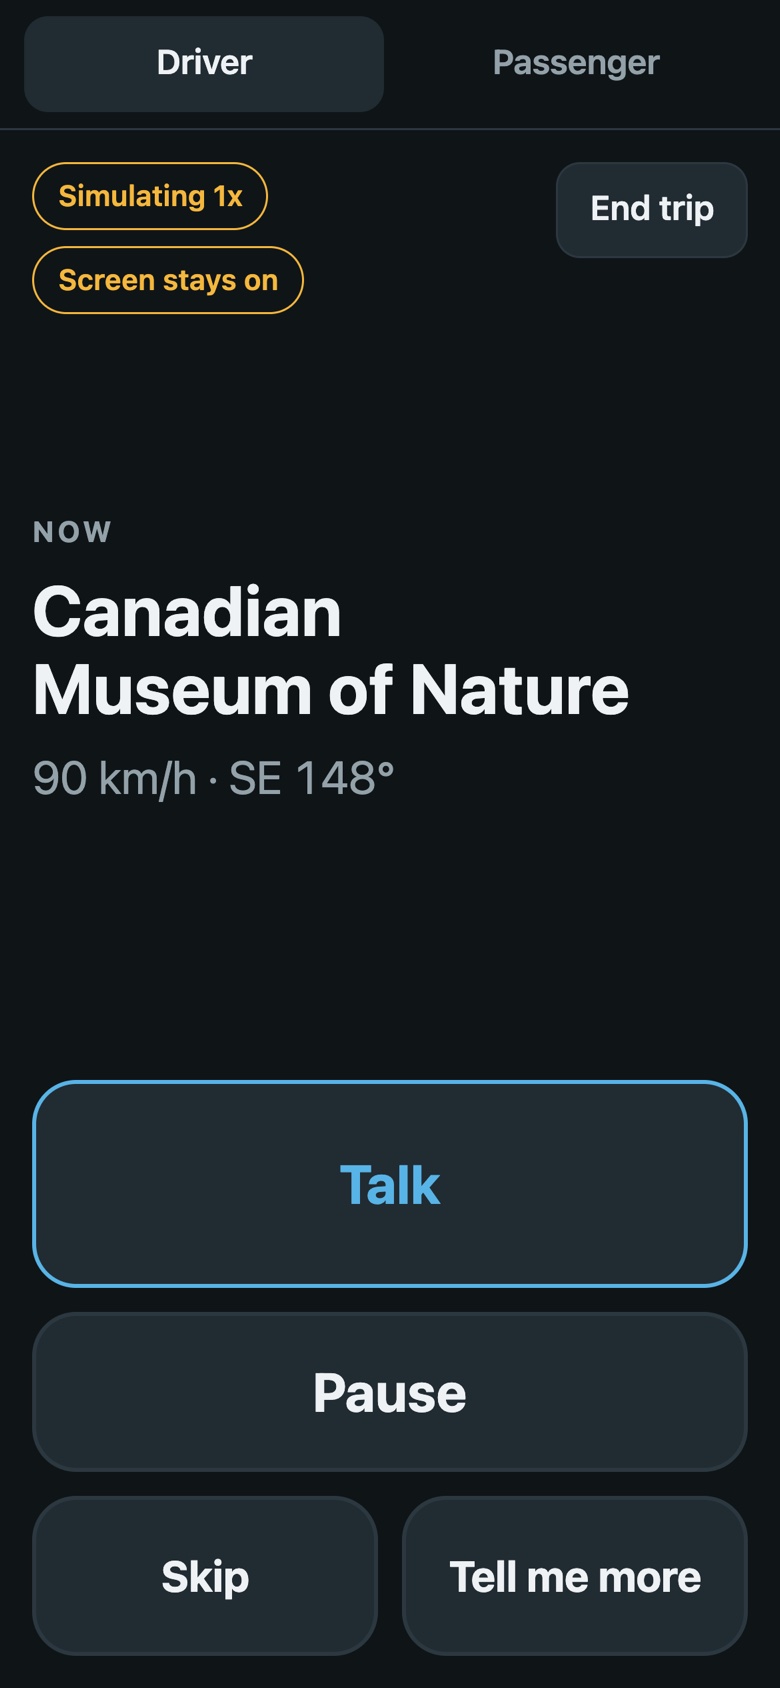 Driver
Passenger
Simulating 1x
End trip
Screen stays on
NOW
Canadian
Museum of Nature
90 km/h · SE 148°
Talk
Pause
Skip
Tell me more